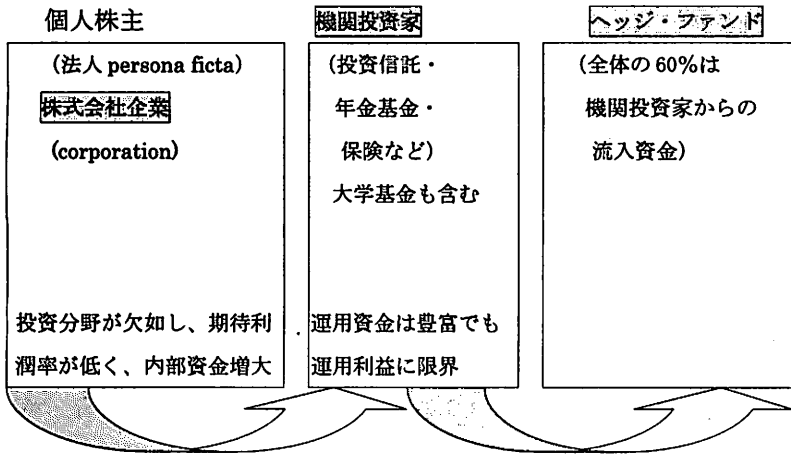 個人株主
(法人 persona ficta)
株式会社企業
(corporation)
投資分野が欠如し、期待利
潤率が低く、内部資金増大
機関投資家
(投資信託・
年金基金・
保険など)
大学基金も含む
運用資金は豊富でも
運用利益に限界
ヘッジ・ファンド
(全体の60%は
機関投資家からの
流入資金)